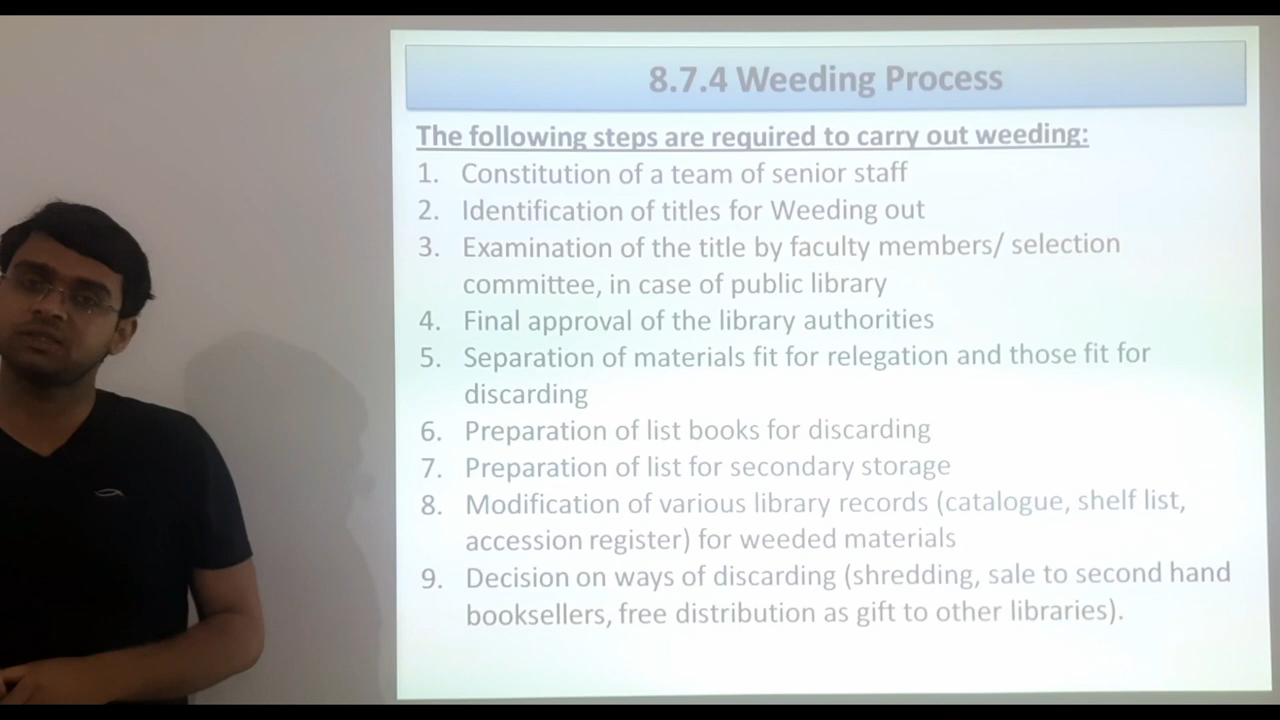 8.7.4 Weeding Process
The following steps are required to carry out weeding:
1. Constitution of a team of senior staff
2. Identification of titles for Weeding out
3. Examination of the title by faculty members/ selection
committee, in case of public library
4. Final approval of the library authorities
5. Separation of materials fit for relegation and those fit for
discarding
6. Preparation of list books for discarding
7. Preparation of list for secondary storage
8. Modification of various library records (catalogue, shelf list,
accession register) for weeded materials
9. Decision on ways of discarding (shredding, sale to second hand
booksellers, free distribution as gift to other libraries).